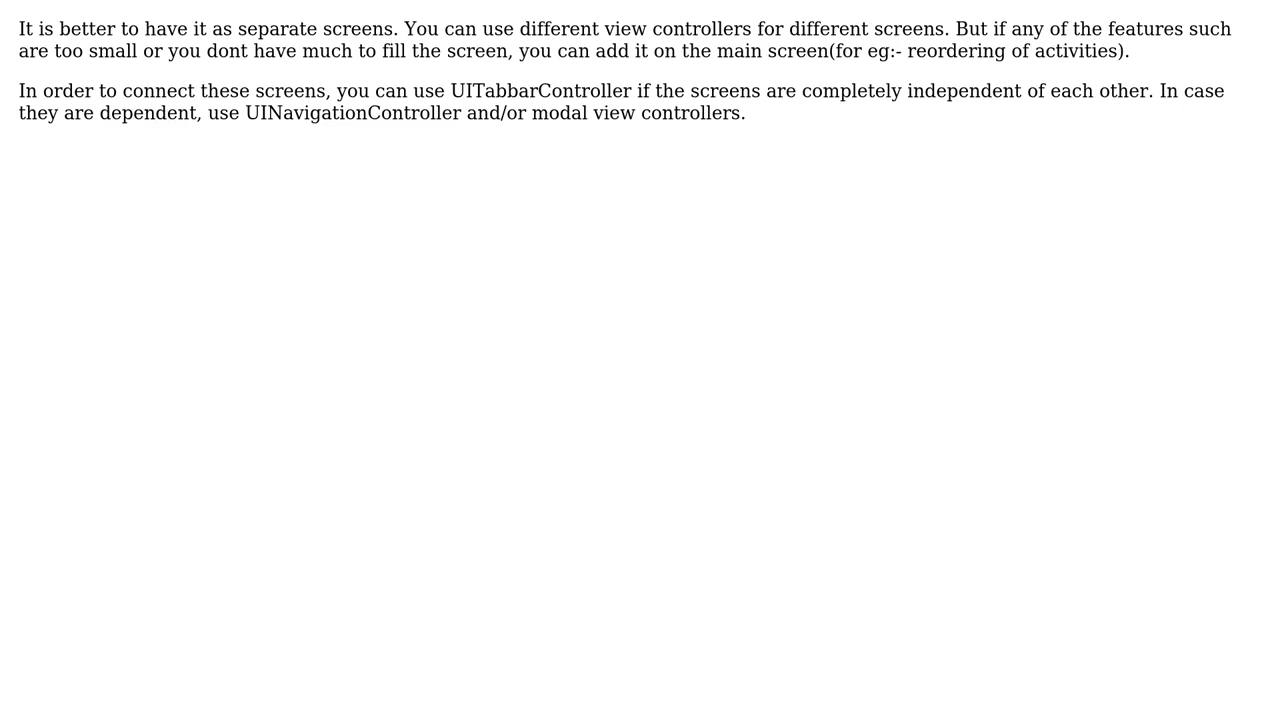 It is better to have it as separate screens. You can use different view controllers for different screens. But if any of the features such
are too small or you dont have much to fill the screen, you can add it on the main screen(for eg:- reordering of activities).
In order to connect these screens, you can use UITabbarController if the screens are completely independent of each other. In case
they are dependent, use UINavigationController and/or modal view controllers.